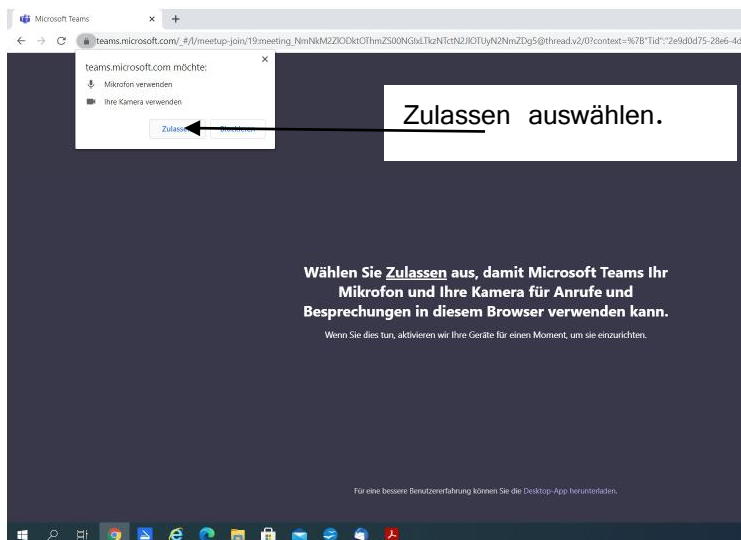 Microsoft Teams
teams.microsoft.com/_#/l/meetup-join/19:meeting_NmNkM2ZlODktOThmZS00NGIxLTkzNTctN2JlOTUyN2NmZDg5@thread.v2/0?context=%7B"Tid":"2e9d0d75-28e6-4d
teams.microsoft.com möchte:
Mikrofon verwenden
Ihre Kamera verwenden
Zulassen Blockieren
Zulassen auswählen.
Wählen Sie Zulassen aus, damit Microsoft Teams Ihr
Mikrofon und Ihre Kamera für Anrufe und
Besprechungen in diesem Browser verwenden kann.
Wenn Sie dies tun, aktivieren wir Ihre Geräte für einen Moment, um sie einzurichten.
Für eine bessere Benutzererfahrung können Sie die Desktop-App herunterladen.